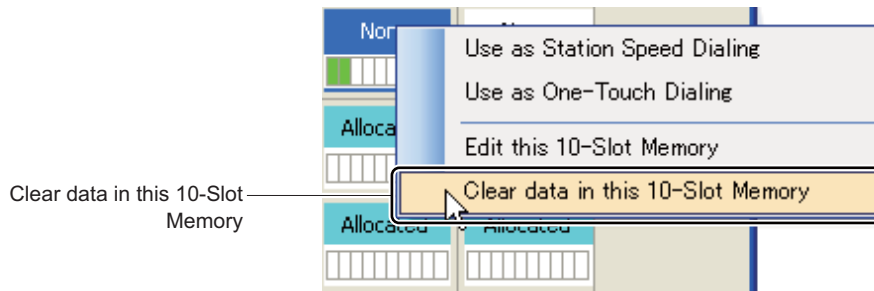 Use as Station Speed Dialing
Use as One-Touch Dialing
Edit this 10-Slot Memory
Clear data in this 10-Slot Memory
Clear data in this 10-Slot
Memory
Allocated